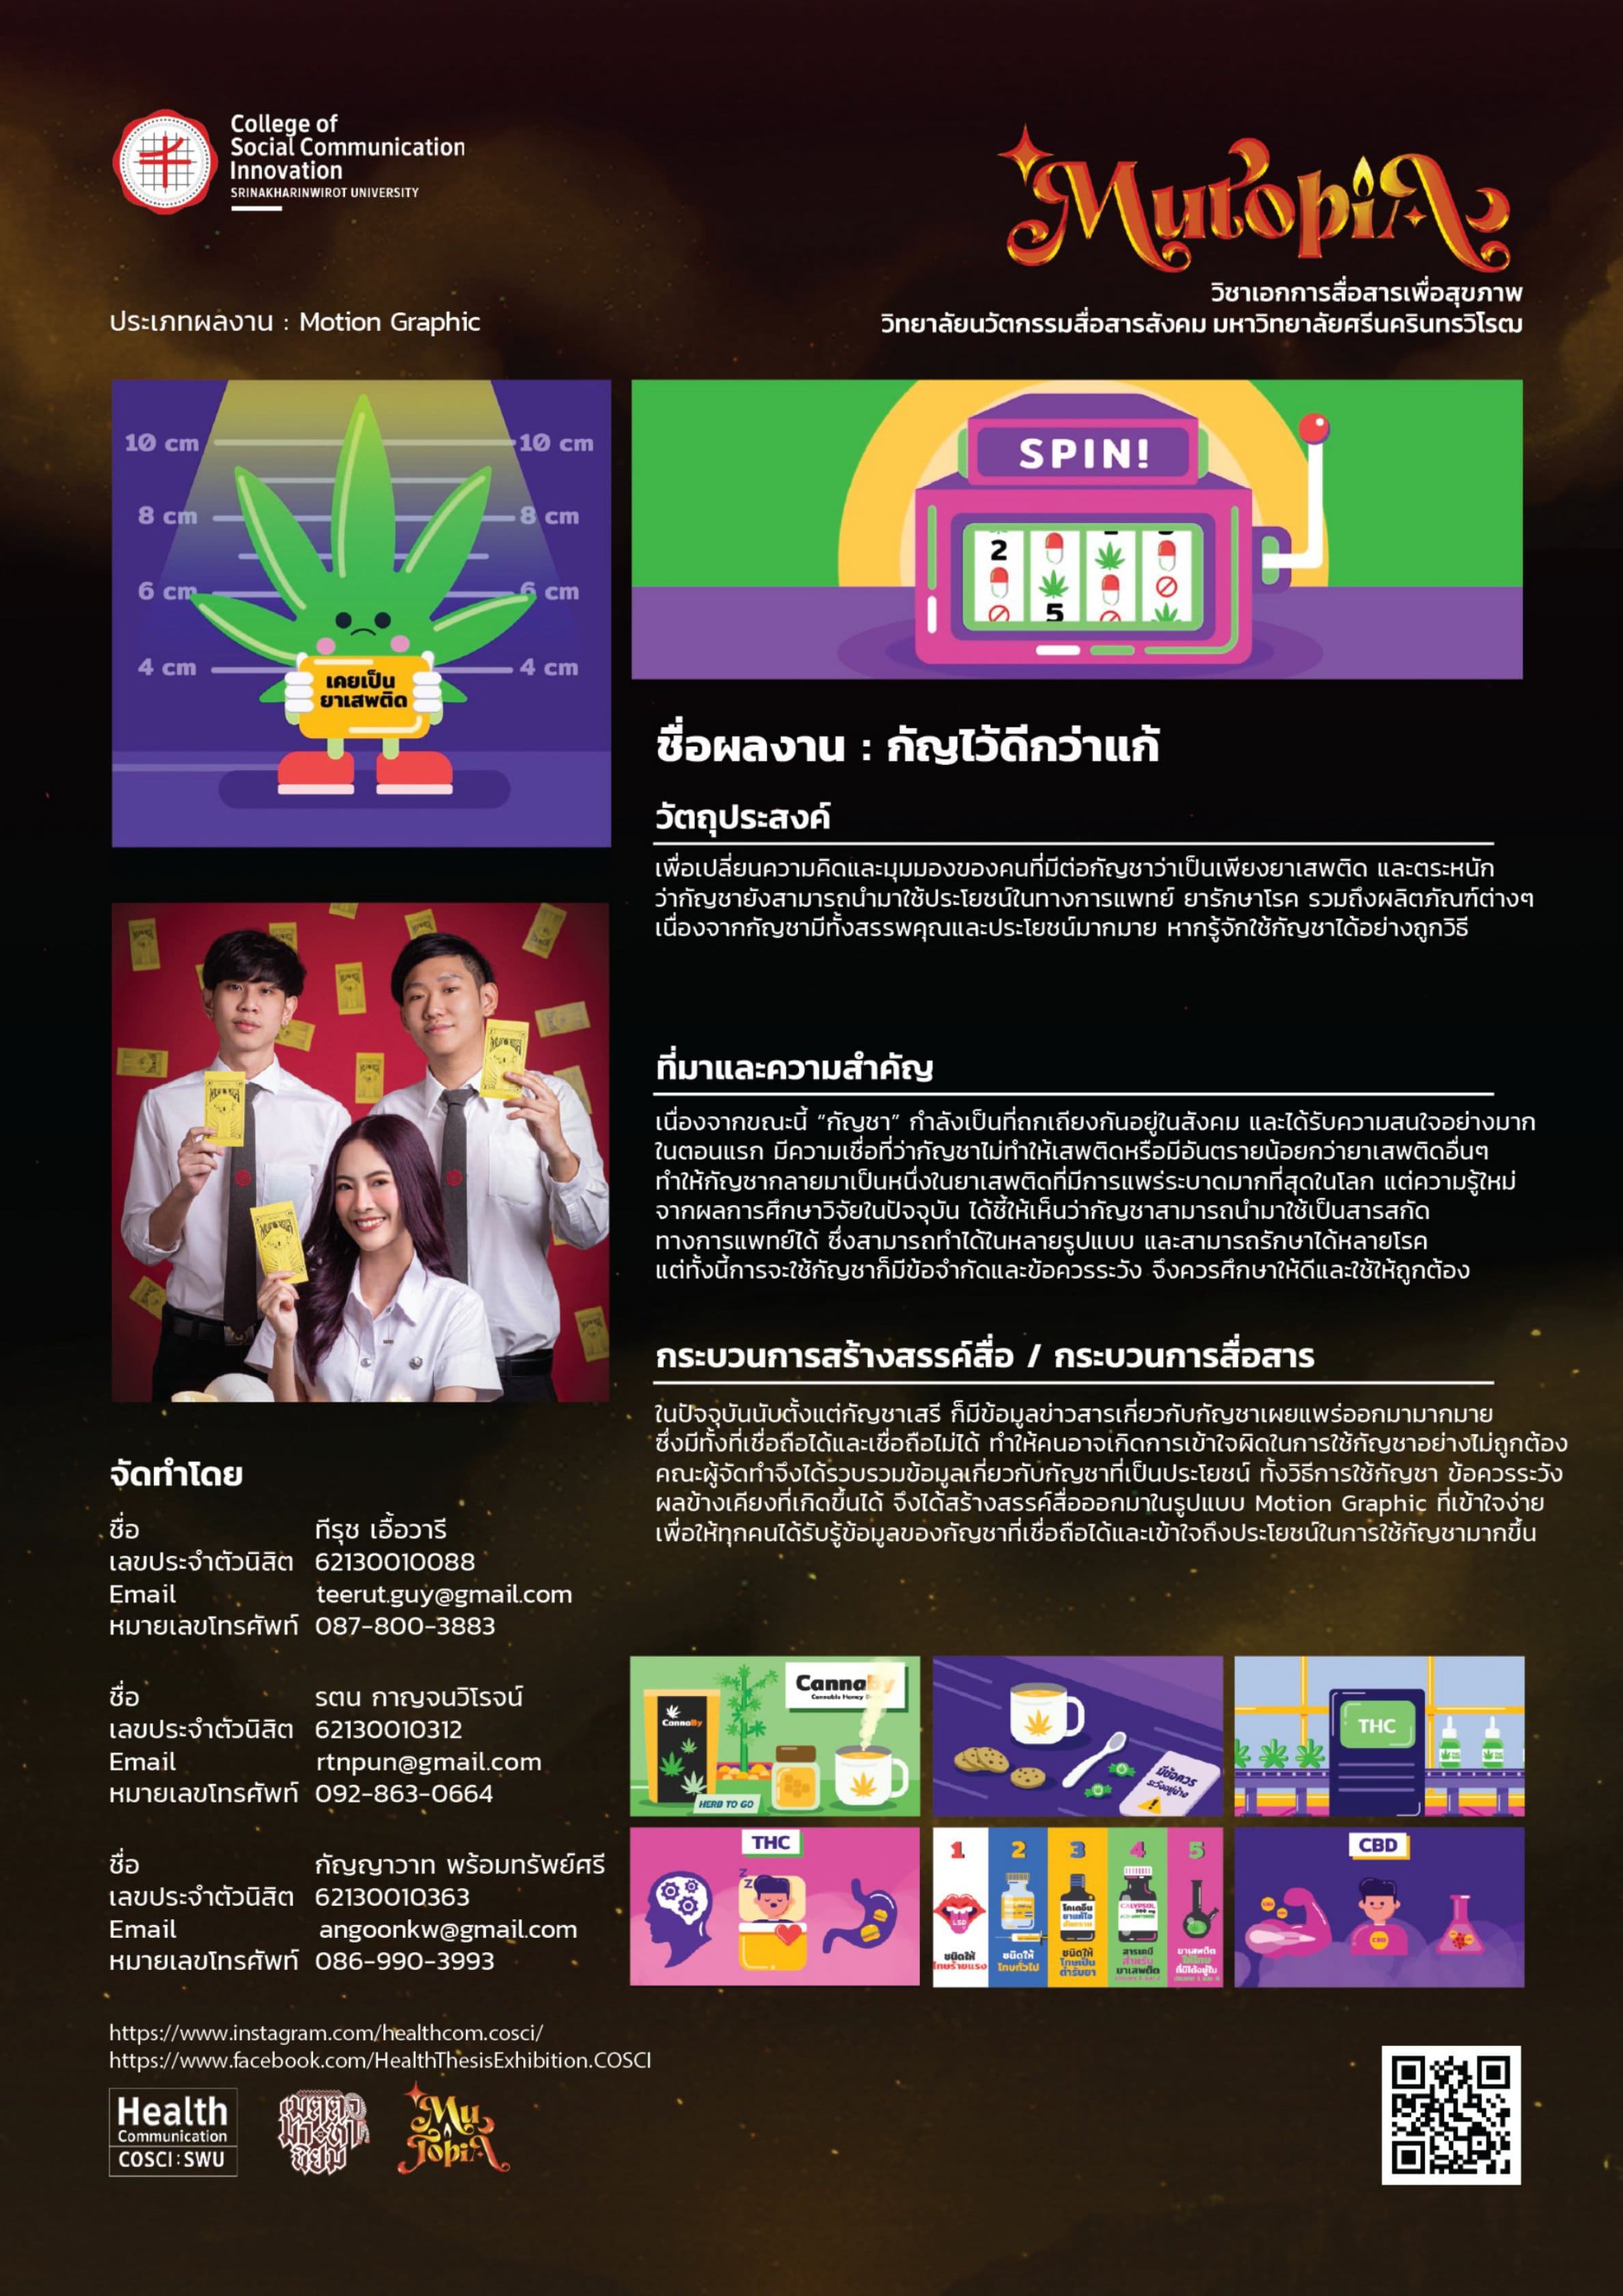 College of
Social Communication
Innovation
SRINAKHARINWIROT UNIVERSITY
Mutopia
วิชาเอกการสื่อสารเพื่อสุขภาพ
วิทยาลัยนวัตกรรมสื่อสารสังคม มหาวิทยาลัยศรีนครินทรวิโรฒ
ประเภทผลงาน : Motion Graphic
10 cm 10 cm
8 cm 8 cm
6 cm 6 cm
4 cm 4 cm
เคยเป็น
ยาเสพติด
SPIN!
2
5
ชื่อผลงาน : กัญไว้ดีกว่าแก้
วัตถุประสงค์
เพื่อเปลี่ยนความคิดและมุมมองของคนที่มีต่อกัญชาว่าเป็นเพียงยาเสพติด และตระหนัก
ว่ากัญชายังสามารถนำมาใช้ประโยชน์ในทางการแพทย์ ยารักษาโรค รวมถึงผลิตภัณฑ์ต่างๆ
เนื่องจากกัญชามีทั้งสรรพคุณและประโยชน์มากมาย หากรู้จักใช้กัญชาได้อย่างถูกวิธี
ที่มาและความสำคัญ
เนื่องจากขณะนี้ “กัญชา” กำลังเป็นที่ถกเถียงกันอยู่ในสังคม และได้รับความสนใจอย่างมาก
ในตอนแรก มีความเชื่อที่ว่ากัญชาไม่ทำให้เสพติดหรือมีอันตรายน้อยกว่ายาเสพติดอื่นๆ
ทำให้กัญชากลายมาเป็นหนึ่งในยาเสพติดที่มีการแพร่ระบาดมากที่สุดในโลก แต่ความรู้ใหม่
จากผลการศึกษาวิจัยในปัจจุบัน ได้ชี้ให้เห็นว่ากัญชาสามารถนำมาใช้เป็นสารสกัด
ทางการแพทย์ได้ ซึ่งสามารถทำได้ในหลายรูปแบบ และสามารถรักษาได้หลายโรค
แต่ทั้งนี้การจะใช้กัญชาก็มีข้อจำกัดและข้อควรระวัง จึงควรศึกษาให้ดีและใช้ให้ถูกต้อง
กระบวนการสร้างสรรค์สื่อ / กระบวนการสื่อสาร
ในปัจจุบันนับตั้งแต่กัญชาเสรี ก็มีข้อมูลข่าวสารเกี่ยวกับกัญชาเผยแพร่ออกมามากมาย
ซึ่งมีทั้งที่เชื่อถือได้และเชื่อถือไม่ได้ ทำให้คนอาจเกิดการเข้าใจผิดในการใช้กัญชาอย่างไม่ถูกต้อง
คณะผู้จัดทำจึงได้รวบรวมข้อมูลเกี่ยวกับกัญชาที่เป็นประโยชน์ ทั้งวิธีการใช้กัญชา ข้อควรระวัง
ผลข้างเคียงที่เกิดขึ้นได้ จึงได้สร้างสรรค์สื่อออกมาในรูปแบบ Motion Graphic ที่เข้าใจง่าย
เพื่อให้ทุกคนได้รับรู้ข้อมูลของกัญชาที่เชื่อถือได้และเข้าใจถึงประโยชน์ในการใช้กัญชามากขึ้น
จัดทำโดย
ชื่อ ทีรุช เอื้อวารี
เลขประจำตัวนิสิต 62130010088
Email teerut.guy@gmail.com
หมายเลขโทรศัพท์ 087-800-3883
ชื่อ รตน กาญจนวิโรจน์
เลขประจำตัวนิสิต 62130010312
Email rtnpun@gmail.com
หมายเลขโทรศัพท์ 092-863-0664
ชื่อ กัญญาวาท พร้อมทรัพย์ศรี
เลขประจำตัวนิสิต 62130010363
Email angoonkw@gmail.com
หมายเลขโทรศัพท์ 086-990-3993
CannaBy
HERB TO GO
มีข้อควร
ระวังอยู่บ้าง
THC
THC
1 2 3 4 5
LSD
ชนิดให้
โทษร้ายแรง
ชนิดให้
โทษทั่วไป
ชนิดให้
โทษเป็น
ตำรับยา
CBD
https://www.instagram.com/healthcom.cosci/
https://www.facebook.com/HealthThesisExhibition.COSCI
Health
Communication
COSCI : SWU
Mu
Topia